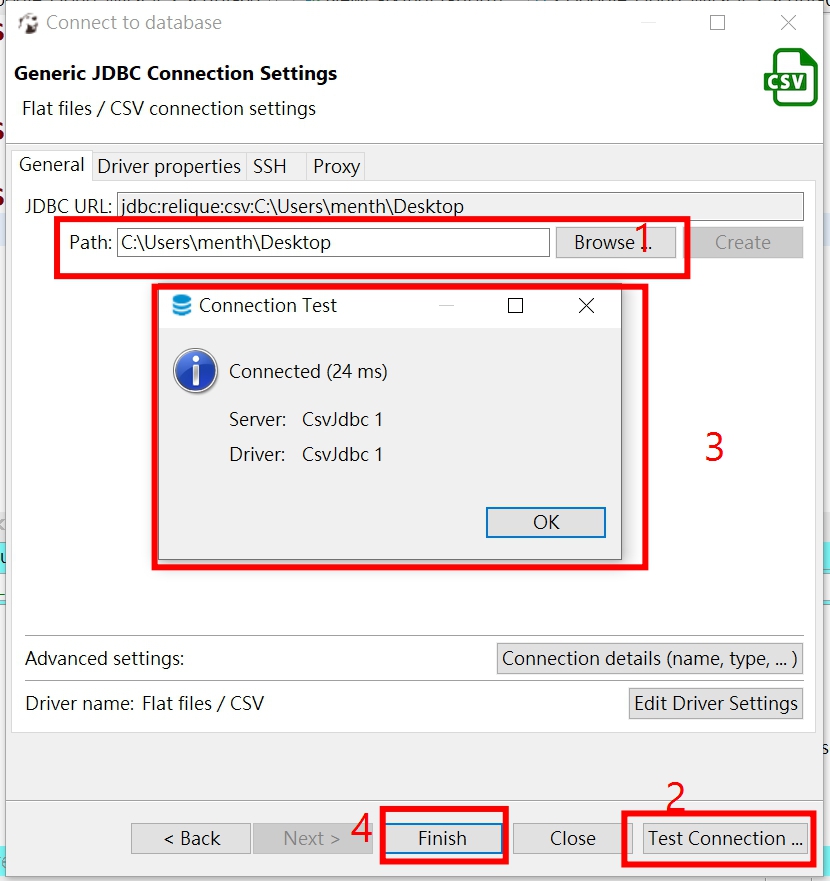 Connect to database
Generic JDBC Connection Settings
Flat files / CSV connection settings
CSV
General Driver properties SSH Proxy
JDBC URL: jdbc:relique:csv:C:\Users\menth\Desktop
Path: C:\Users\menth\Desktop Browse ... Create
1
Connection Test
Connected (24 ms)
Server: CsvJdbc 1
Driver: CsvJdbc 1
3
OK
Advanced settings: Connection details (name, type, ... )
Driver name: Flat files / CSV Edit Driver Settings
2
4
< Back Next > Finish Close Test Connection ...